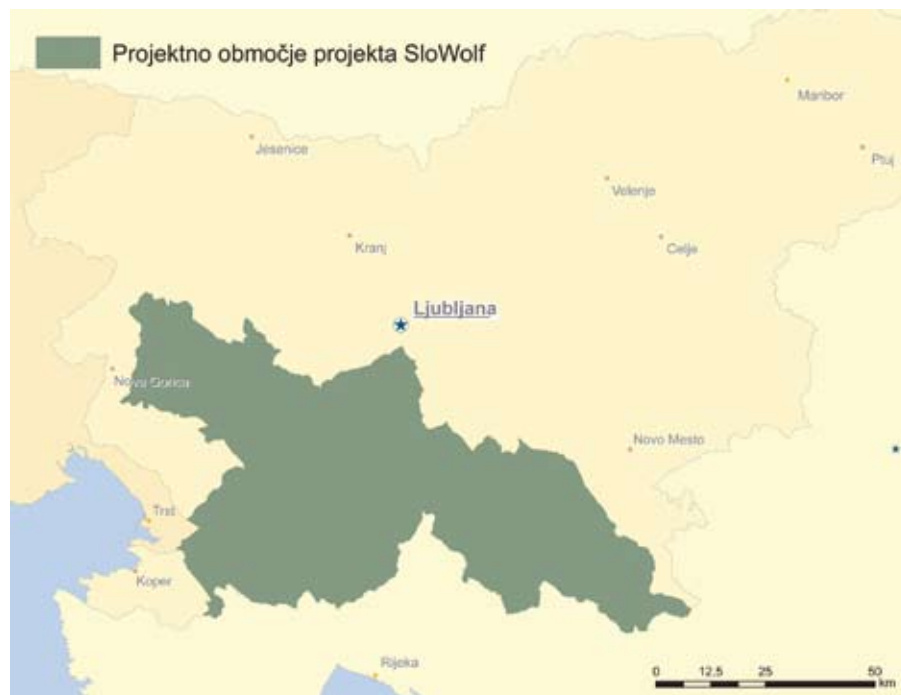 Projektno območje projekta SloWolf
Maribor
Jesenice
Ptuj
Velenje
Kranj
Celje
Ljubljana
Nova Gorica
Novo Mesto
Trst
Koper
Rijeka
0 12,5 25 50
km